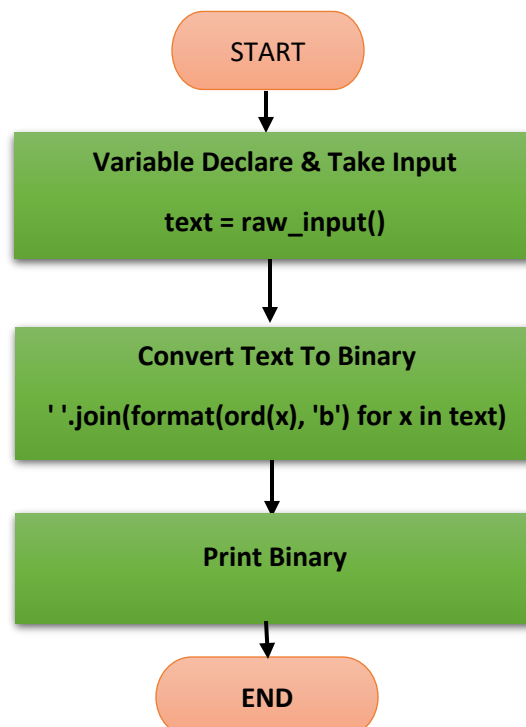 START
Variable Declare & Take Input
text = raw_input()
Convert Text To Binary
' '.join(format(ord(x), 'b') for x in text)
Print Binary
END